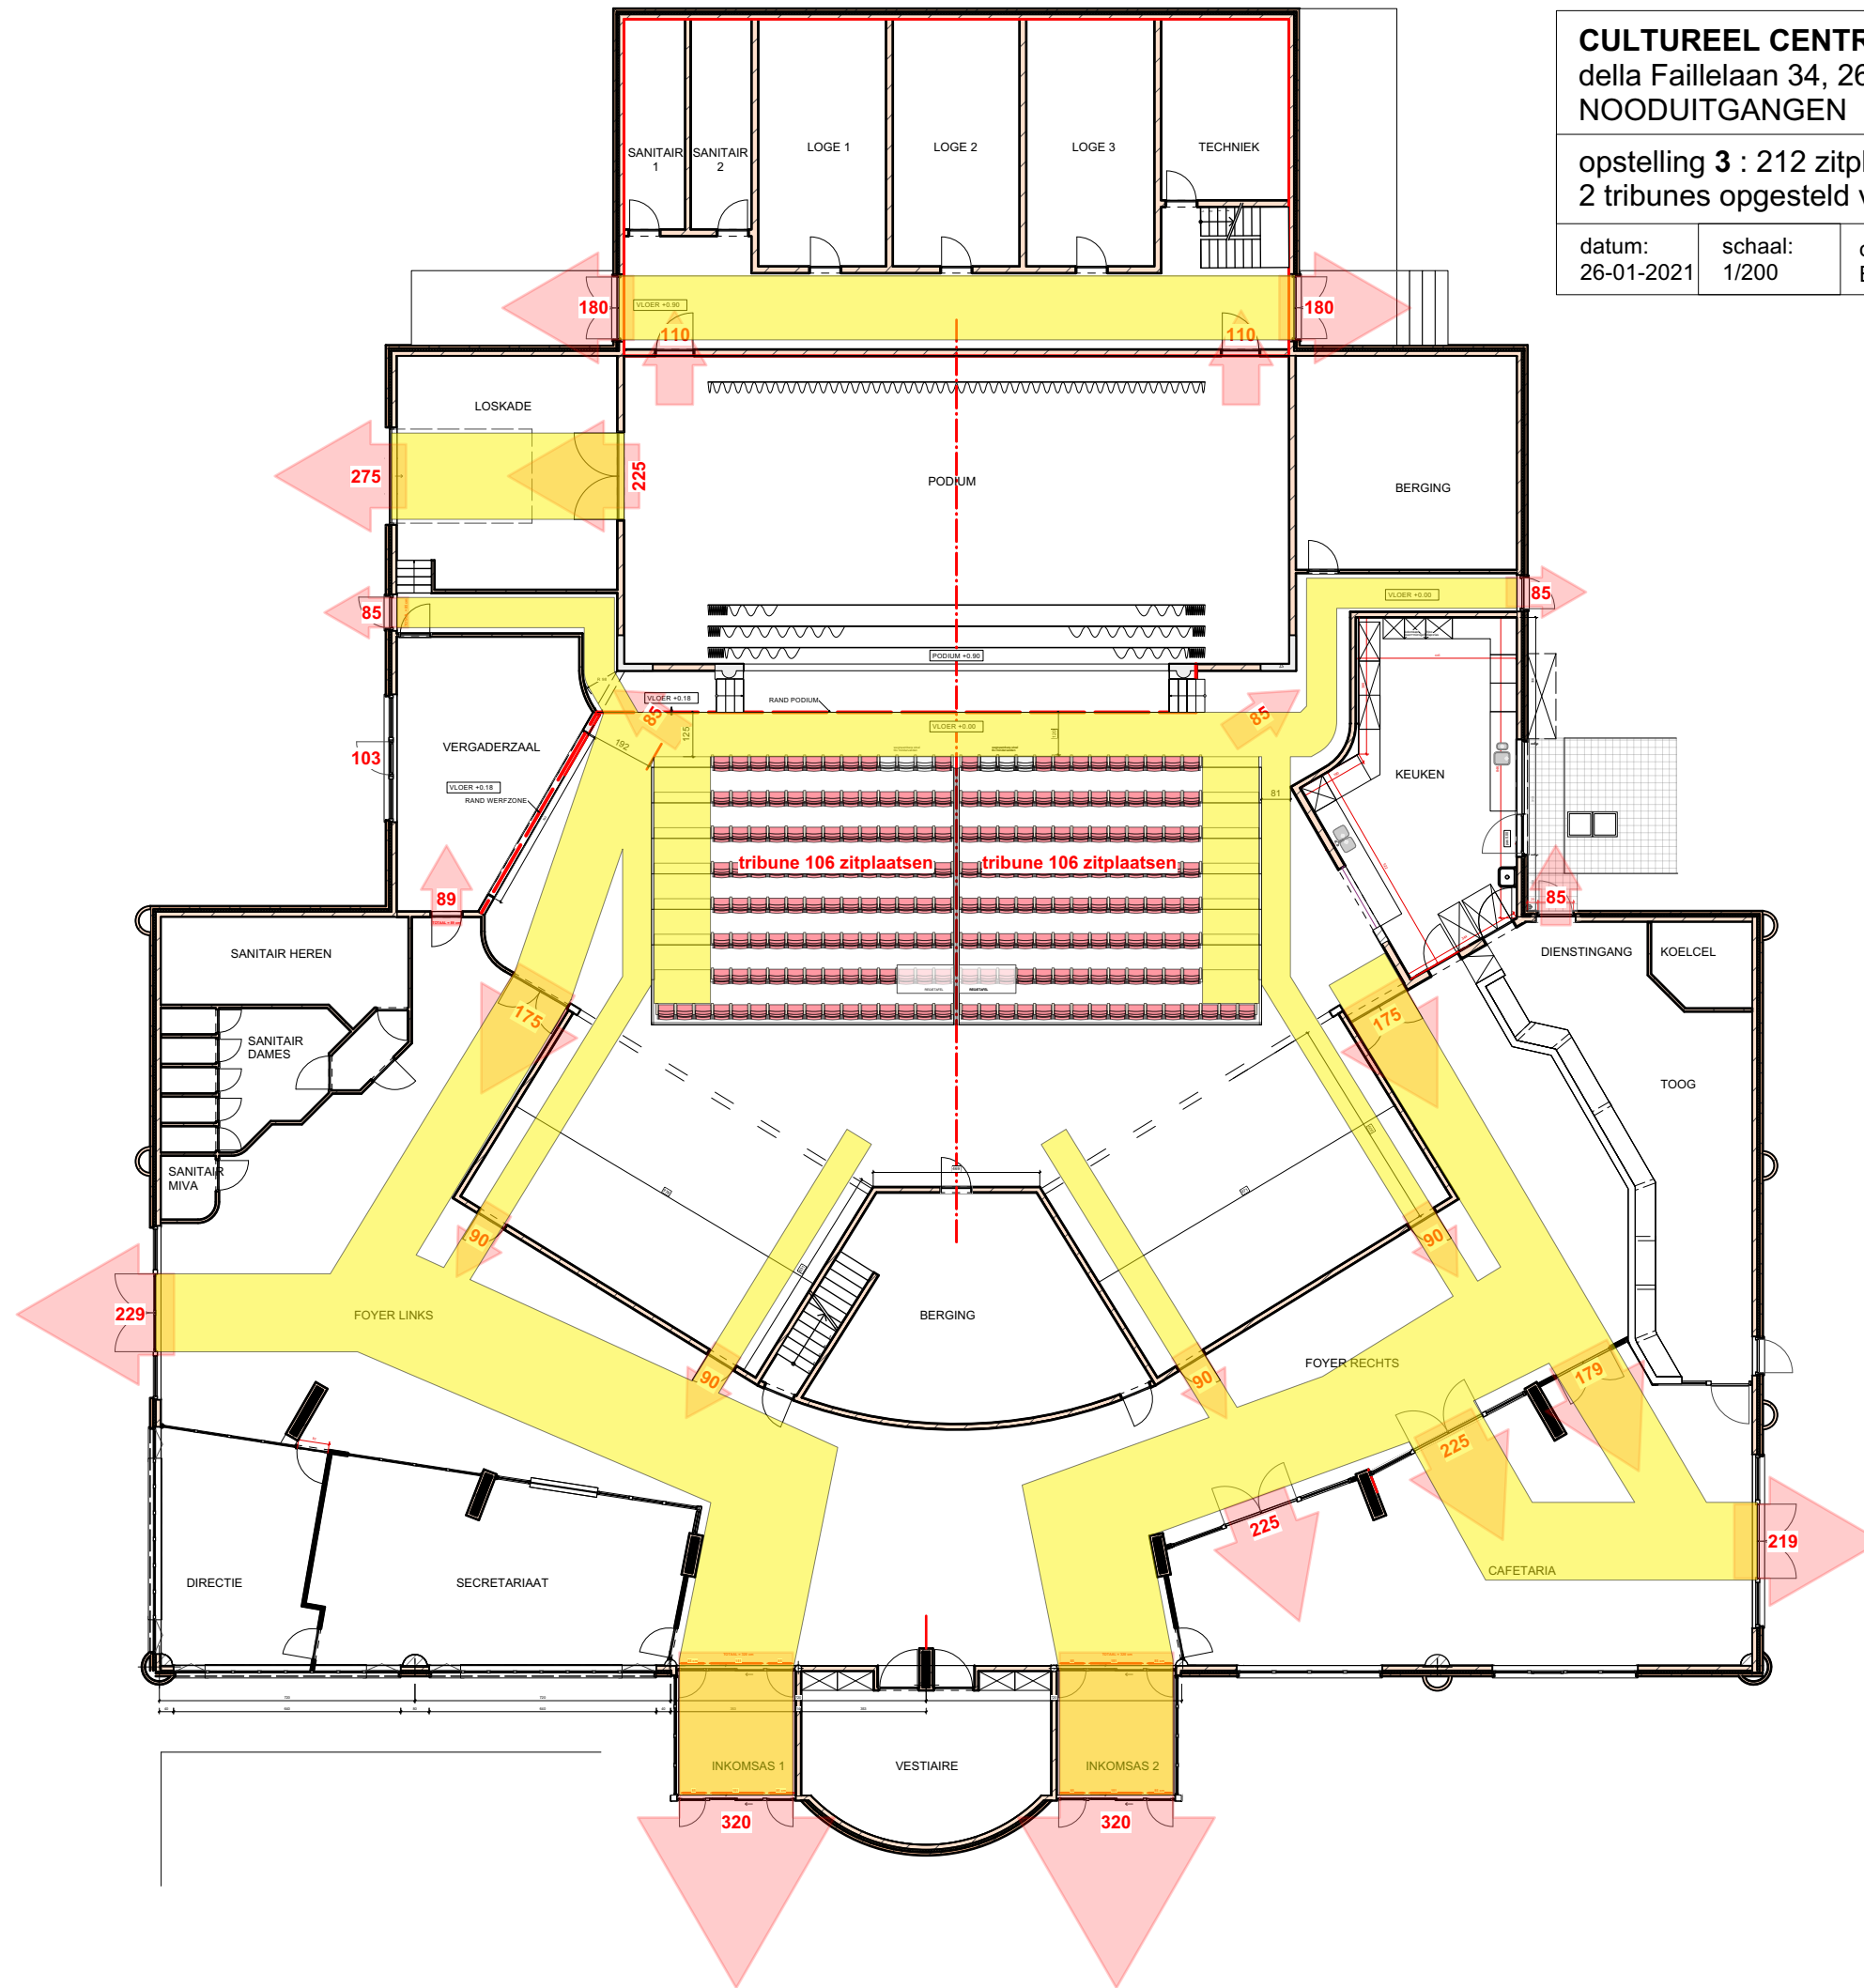 CULTUREEL CENTR
della Faillelaan 34, 26
NOODUITGANGEN
opstelling 3 : 212 zitpl
2 tribunes opgesteld v
datum:
26-01-2021
schaal:
1/200
SANITAIR
1
SANITAIR
2
LOGE 1
LOGE 2
LOGE 3
TECHNIEK
180
VLOER +0.90
110
110
180
LOSKADE
275
225
PODIUM
BERGING
85
VLOER +0.00
85
PODIUM +0.90
VLOER +0.18
RAND PODIUM
85
VLOER +0.00
85
192
125
VERGADERZAAL
103
VLOER +0.18
RAND WERFZONE
KEUKEN
81
tribune 106 zitplaatsen
tribune 106 zitplaatsen
89
85
SANITAIR HEREN
DIENSTINGANG
KOELCEL
175
175
SANITAIR
DAMES
TOOG
SANITAIR
MIVA
90
90
229
FOYER LINKS
BERGING
FOYER RECHTS
90
90
179
225
225
219
DIRECTIE
SECRETARIAAT
CAFETARIA
INKOMSAS 1
VESTIAIRE
INKOMSAS 2
320
320